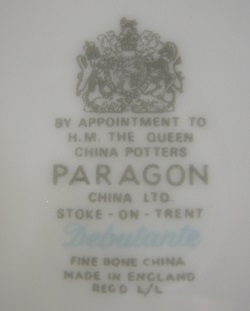 BY APPOINTMENT TO
H.M. THE QUEEN
CHINA POTTERS
PARAGON
CHINA LTD.
STOKE-ON-TRENT
Debutante
FINE BONE CHINA
MADE IN ENGLAND
REGD L/L